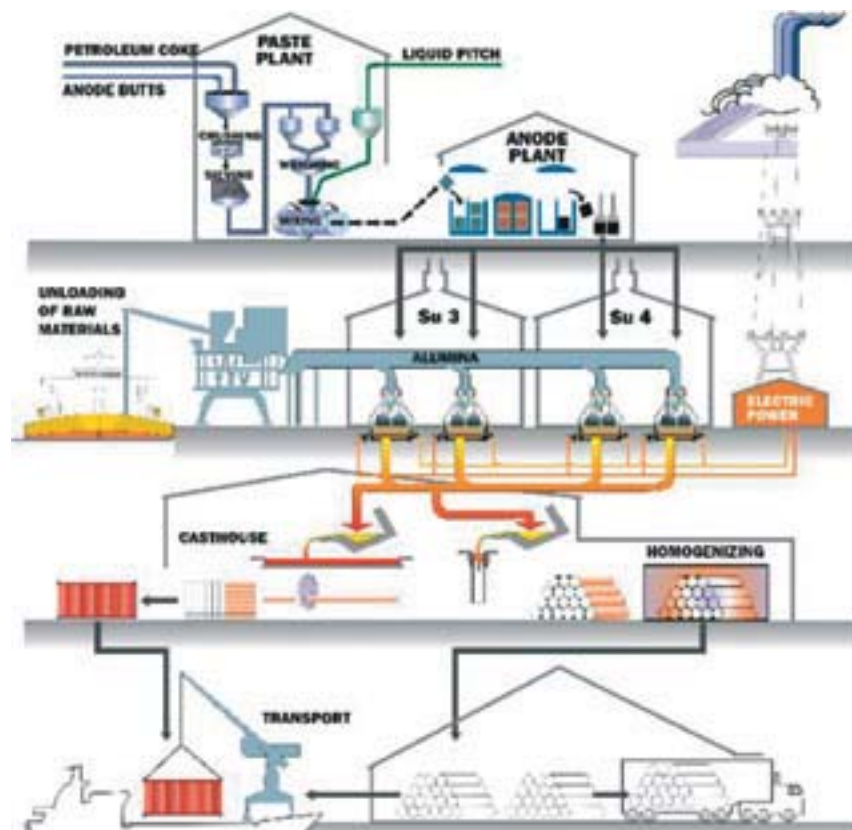 PETROLEUM COKE
ANODE BUTTS
PASTE
PLANT
LIQUID PITCH
CRUSHING
SIEVING
WEIGHING
MIXING
ANODE
PLANT
UNLOADING
OF RAW
MATERIALS
Su 3
Su 4
ALUMINA
ELECTRIC
POWER
CASTHOUSE
HOMOGENIZING
TRANSPORT